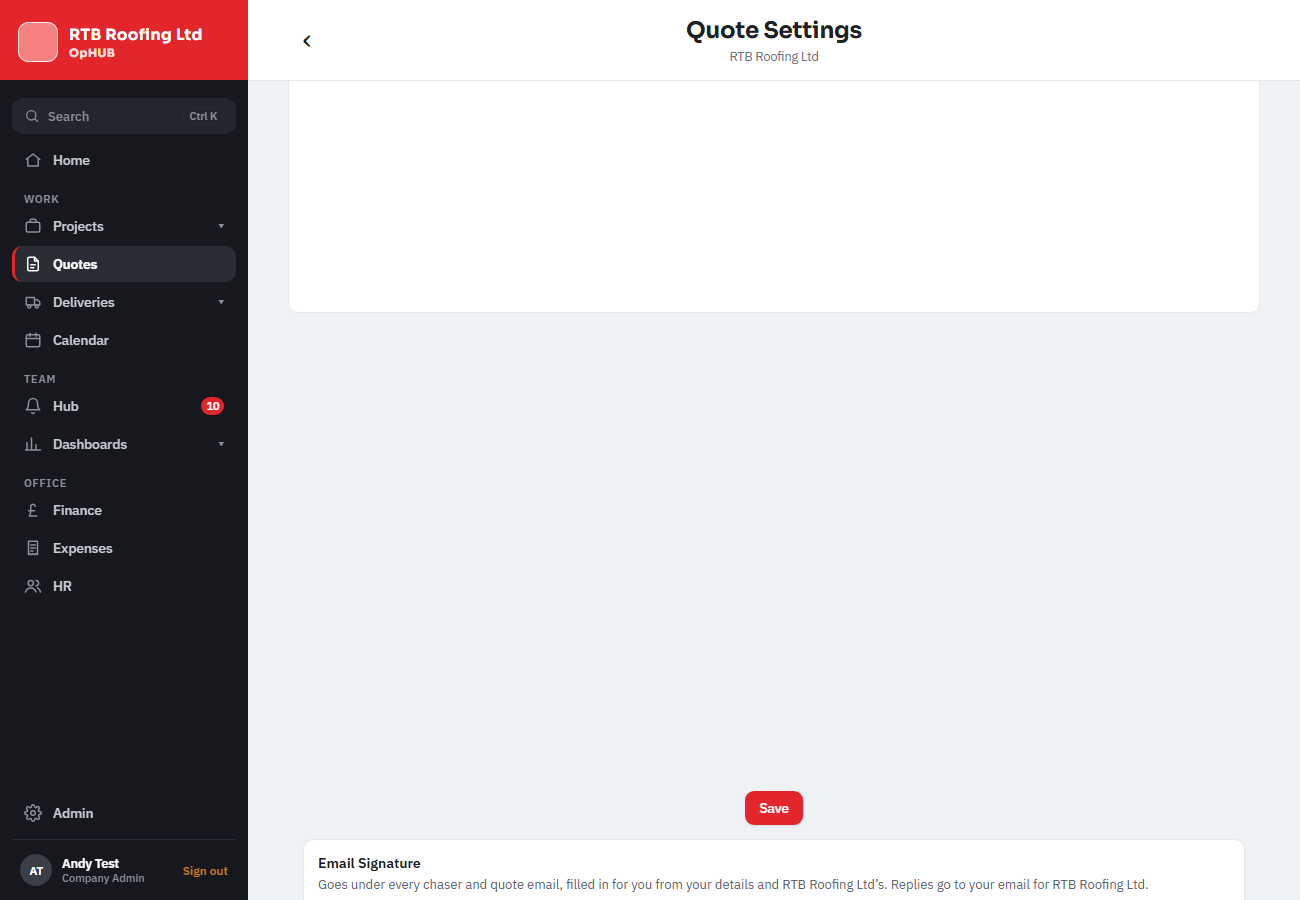 RTB Roofing Ltd
OpHUB
Search
Ctrl K
Home
WORK
Projects
Quotes
Deliveries
Calendar
TEAM
Hub
10
Dashboards
OFFICE
Finance
Expenses
HR
Admin
AT
Andy Test
Company Admin
Sign out
Quote Settings
RTB Roofing Ltd
Save
Email Signature
Goes under every chaser and quote email, filled in for you from your details and RTB Roofing Ltd’s. Replies go to your email for RTB Roofing Ltd.